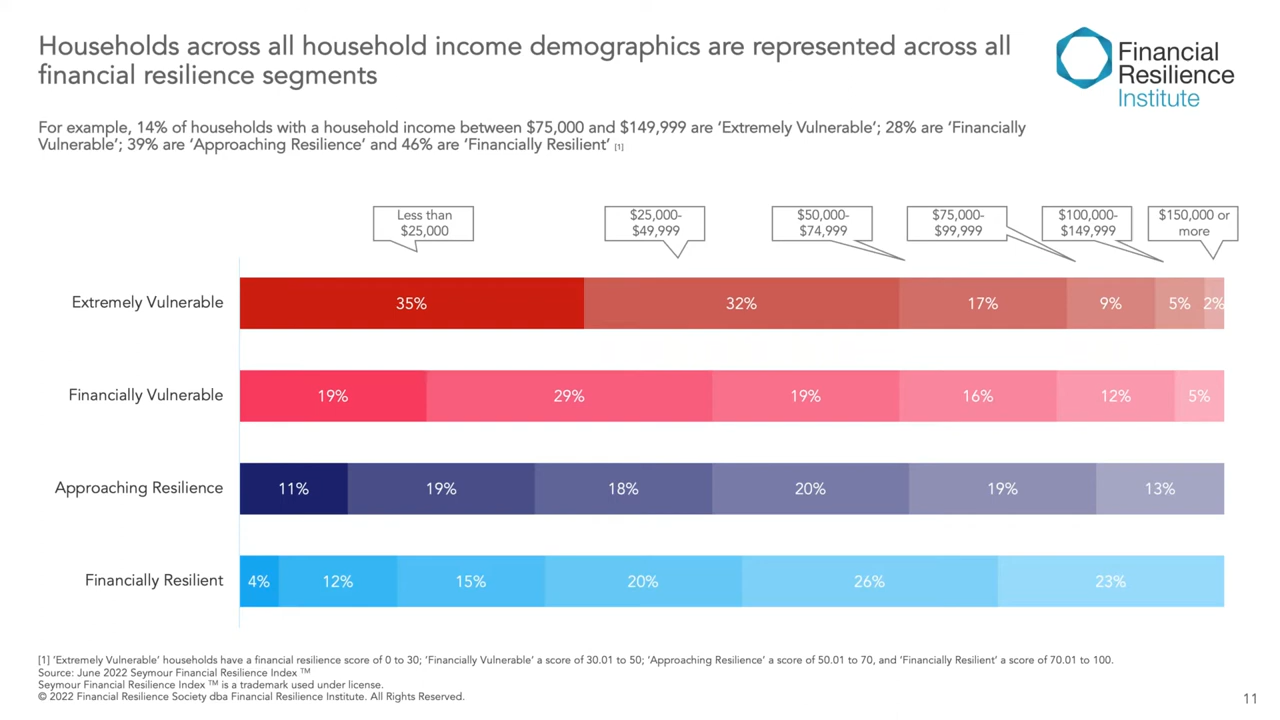 Households across all household income demographics are represented across all
financial resilience segments
Financial
Resilience
Institute
For example, 14% of households with a household income between $75,000 and $149,999 are ‘Extremely Vulnerable’; 28% are ‘Financially
Vulnerable’; 39% are ‘Approaching Resilience’ and 46% are ‘Financially Resilient’ [1]
Less than
$25,000
$25,000-
$49,999
$50,000-
$74,999
$75,000-
$99,999
$100,000-
$149,999
$150,000 or
more
Extremely Vulnerable 35% 32% 17% 9% 5% 2%
Financially Vulnerable 19% 29% 19% 16% 12% 5%
Approaching Resilience 11% 19% 18% 20% 19% 13%
Financially Resilient 4% 12% 15% 20% 26% 23%
[1] ‘Extremely Vulnerable’ households have a financial resilience score of 0 to 30; ‘Financially Vulnerable’ a score of 30.01 to 50; ‘Approaching Resilience’ a score of 50.01 to 70, and ‘Financially Resilient’ a score of 70.01 to 100.
Source: June 2022 Seymour Financial Resilience Index TM
Seymour Financial Resilience Index TM is a trademark used under license.
© 2022 Financial Resilience Society dba Financial Resilience Institute. All Rights Reserved.
11